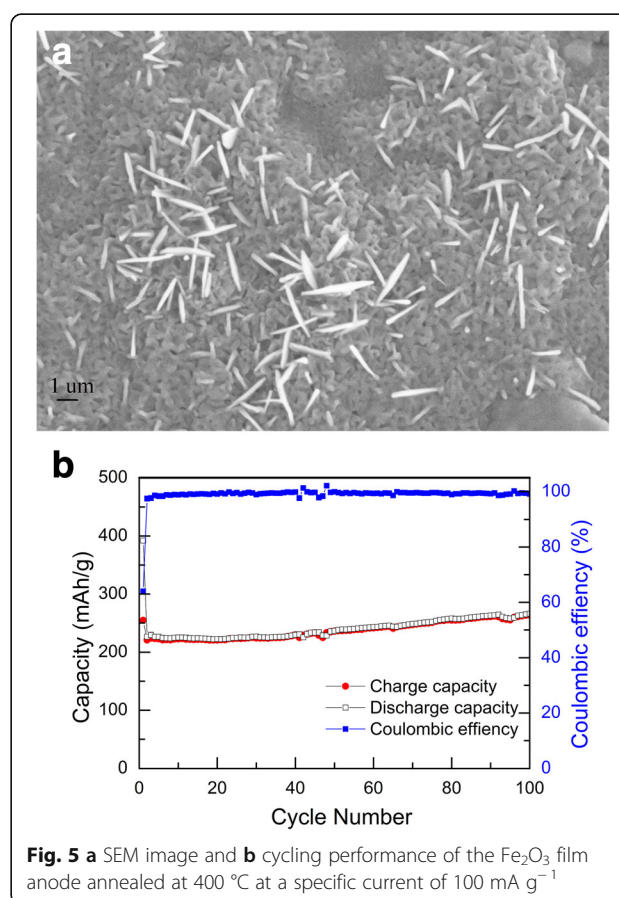 a
1 um
b
500
400
300
200
100
0
Capacity (mAh/g)
100
80
60
40
20
0
Coulombic effiency (%)
Charge capacity
Discharge capacity
Coulombic effiency
0 20 40 60 80 100
Cycle Number
Fig. 5 a SEM image and b cycling performance of the Fe₂O₃ film
anode annealed at 400 °C at a specific current of 100 mA g⁻¹